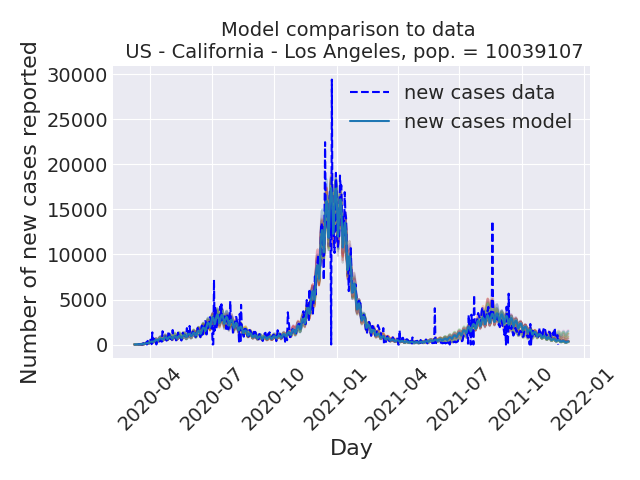 Model comparison to data
US - California - Los Angeles, pop. = 10039107
Number of new cases reported
30000
25000
20000
15000
10000
5000
0
new cases data
new cases model
2020-04
2020-07
2020-10
2021-01
2021-04
2021-07
2021-10
2022-01
Day